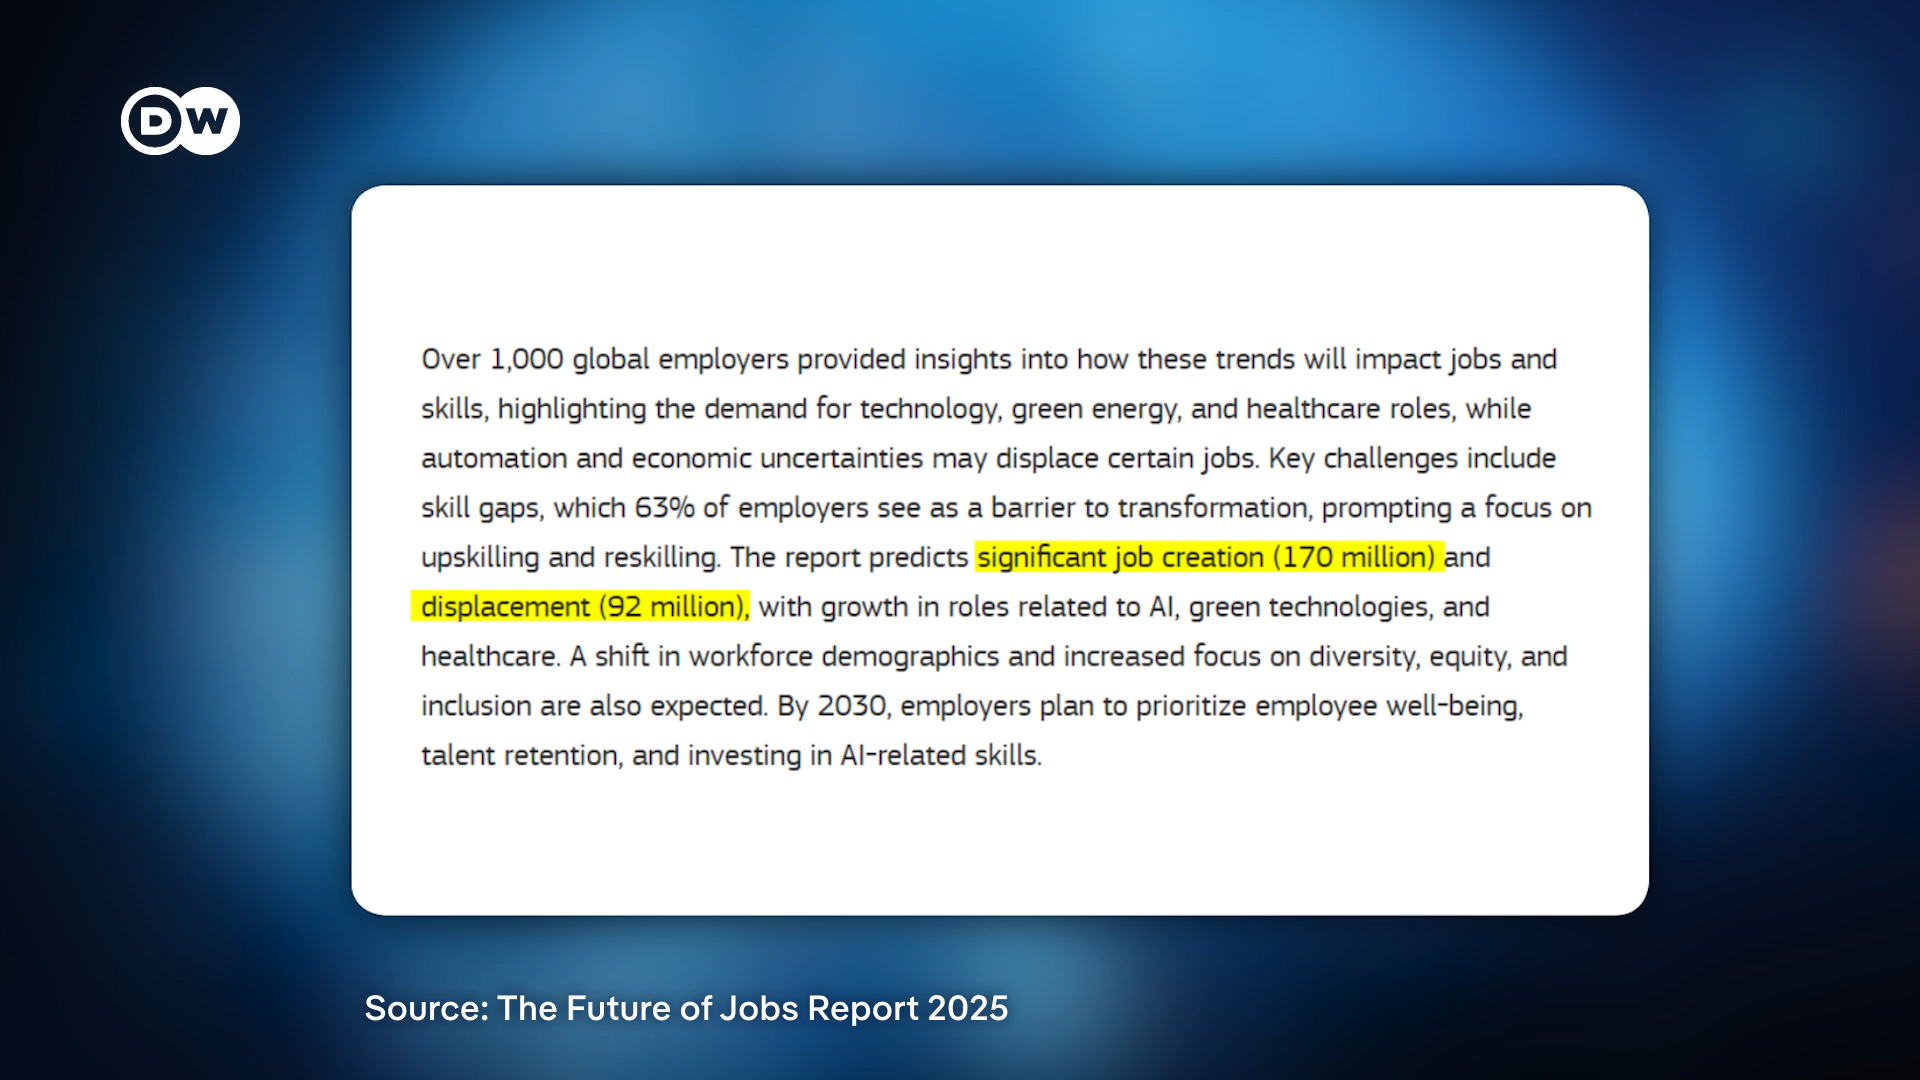 DW
Over 1,000 global employers provided insights into how these trends will impact jobs and
skills, highlighting the demand for technology, green energy, and healthcare roles, while
automation and economic uncertainties may displace certain jobs. Key challenges include
skill gaps, which 63% of employers see as a barrier to transformation, prompting a focus on
upskilling and reskilling. The report predicts significant job creation (170 million) and
displacement (92 million), with growth in roles related to AI, green technologies, and
healthcare. A shift in workforce demographics and increased focus on diversity, equity, and
inclusion are also expected. By 2030, employers plan to prioritize employee well-being,
talent retention, and investing in AI-related skills.
Source: The Future of Jobs Report 2025